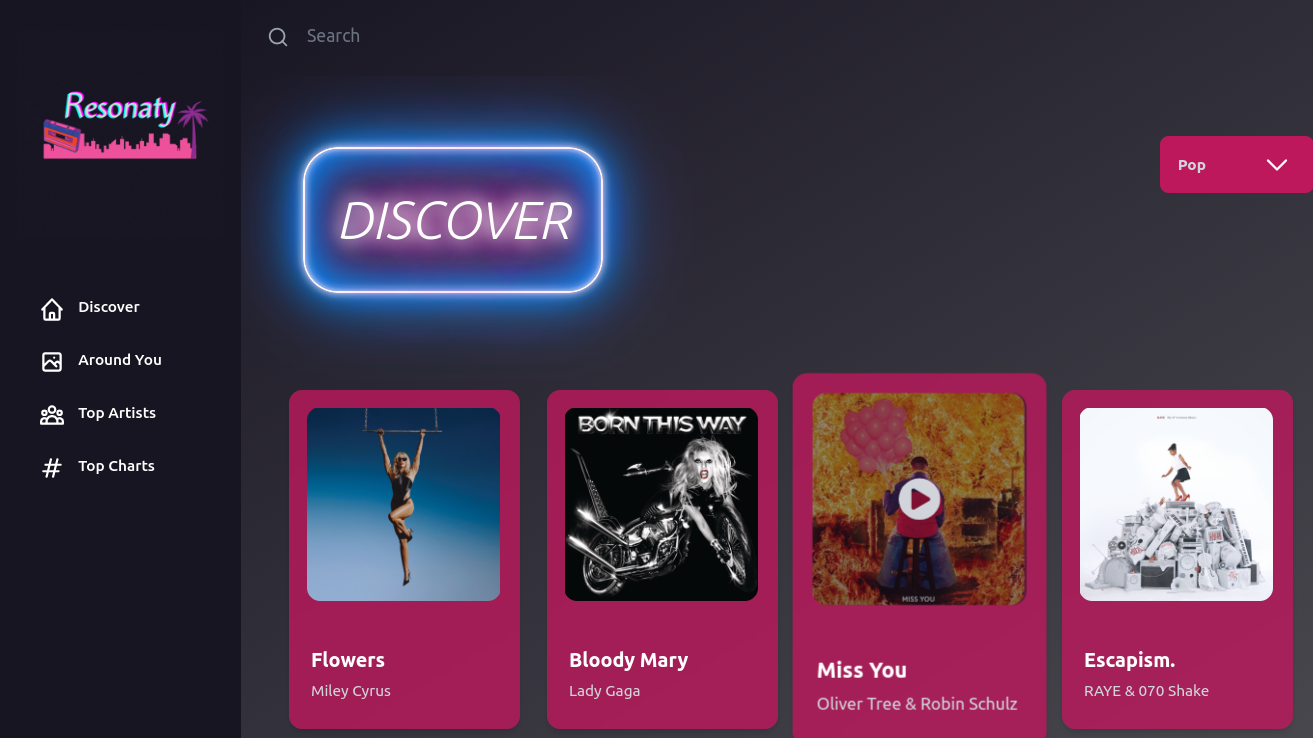 Search
Resonaty
Pop
DISCOVER
Discover
Around You
Top Artists
Top Charts
BORN THIS WAY
MISS YOU
Flowers
Miley Cyrus
Bloody Mary
Lady Gaga
Miss You
Oliver Tree & Robin Schulz
Escapism.
RAYE & 070 Shake